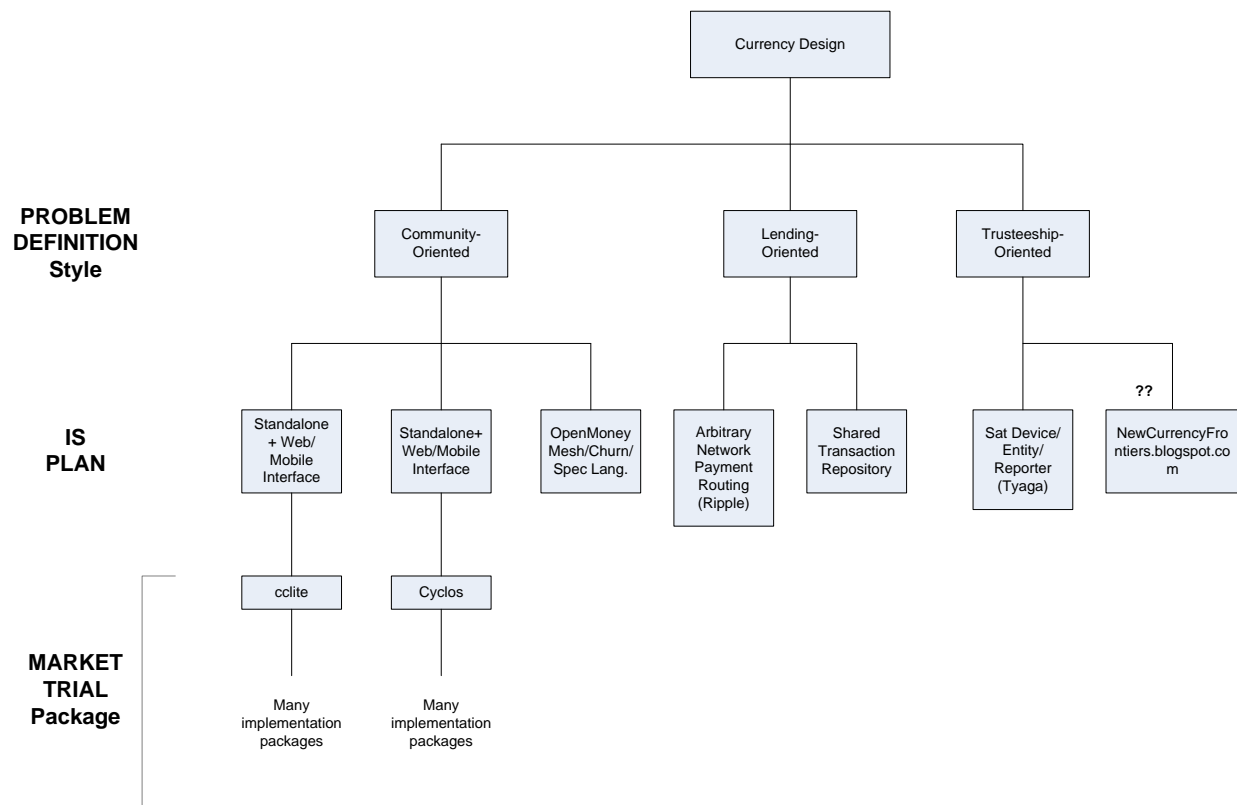 Currency Design
PROBLEM
DEFINITION
Style
Community-
Oriented
Lending-
Oriented
Trusteeship-
Oriented
??
IS
PLAN
Standalone
+ Web/
Mobile
Interface
Standalone+
Web/Mobile
Interface
OpenMoney
Mesh/Churn/
Spec Lang.
Arbitrary
Network
Payment
Routing
(Ripple)
Shared
Transaction
Repository
Sat Device/
Entity/
Reporter
(Tyaga)
NewCurrencyFro
ntiers.blogspot.co
m
cclite
Cyclos
MARKET
TRIAL
Package
Many
implementation
packages
Many
implementation
packages